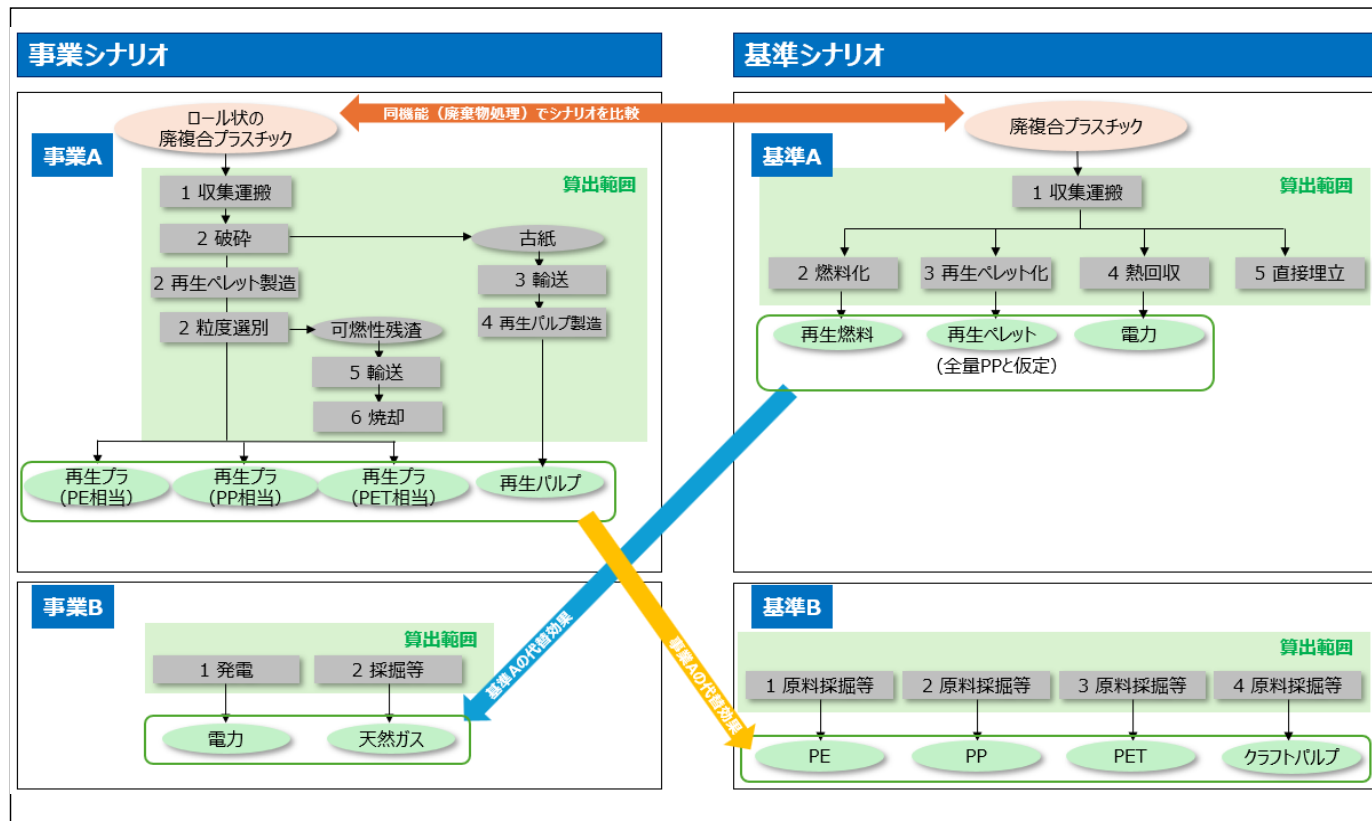 事業シナリオ
基準シナリオ
同機能（廃棄物処理）でシナリオを比較
事業A
ロール状の
廃複合プラスチック
算出範囲
1 収集運搬
2 破砕
古紙
2 再生ペレット製造
3 輸送
2 粒度選別
可燃性残渣
4 再生パルプ製造
5 輸送
6 焼却
再生プラ
(PE相当)
再生プラ
(PP相当)
再生プラ
(PET相当)
再生パルプ
基準A
廃複合プラスチック
算出範囲
1 収集運搬
2 燃料化
3 再生ペレット化
4 熱回収
5 直接埋立
再生燃料
再生ペレット
電力
(全量PPと仮定)
基準Aの代替効果
事業Aの代替効果
事業B
算出範囲
1 発電
2 採掘等
電力
天然ガス
基準B
算出範囲
1 原料採掘等
2 原料採掘等
3 原料採掘等
4 原料採掘等
PE
PP
PET
クラフトパルプ